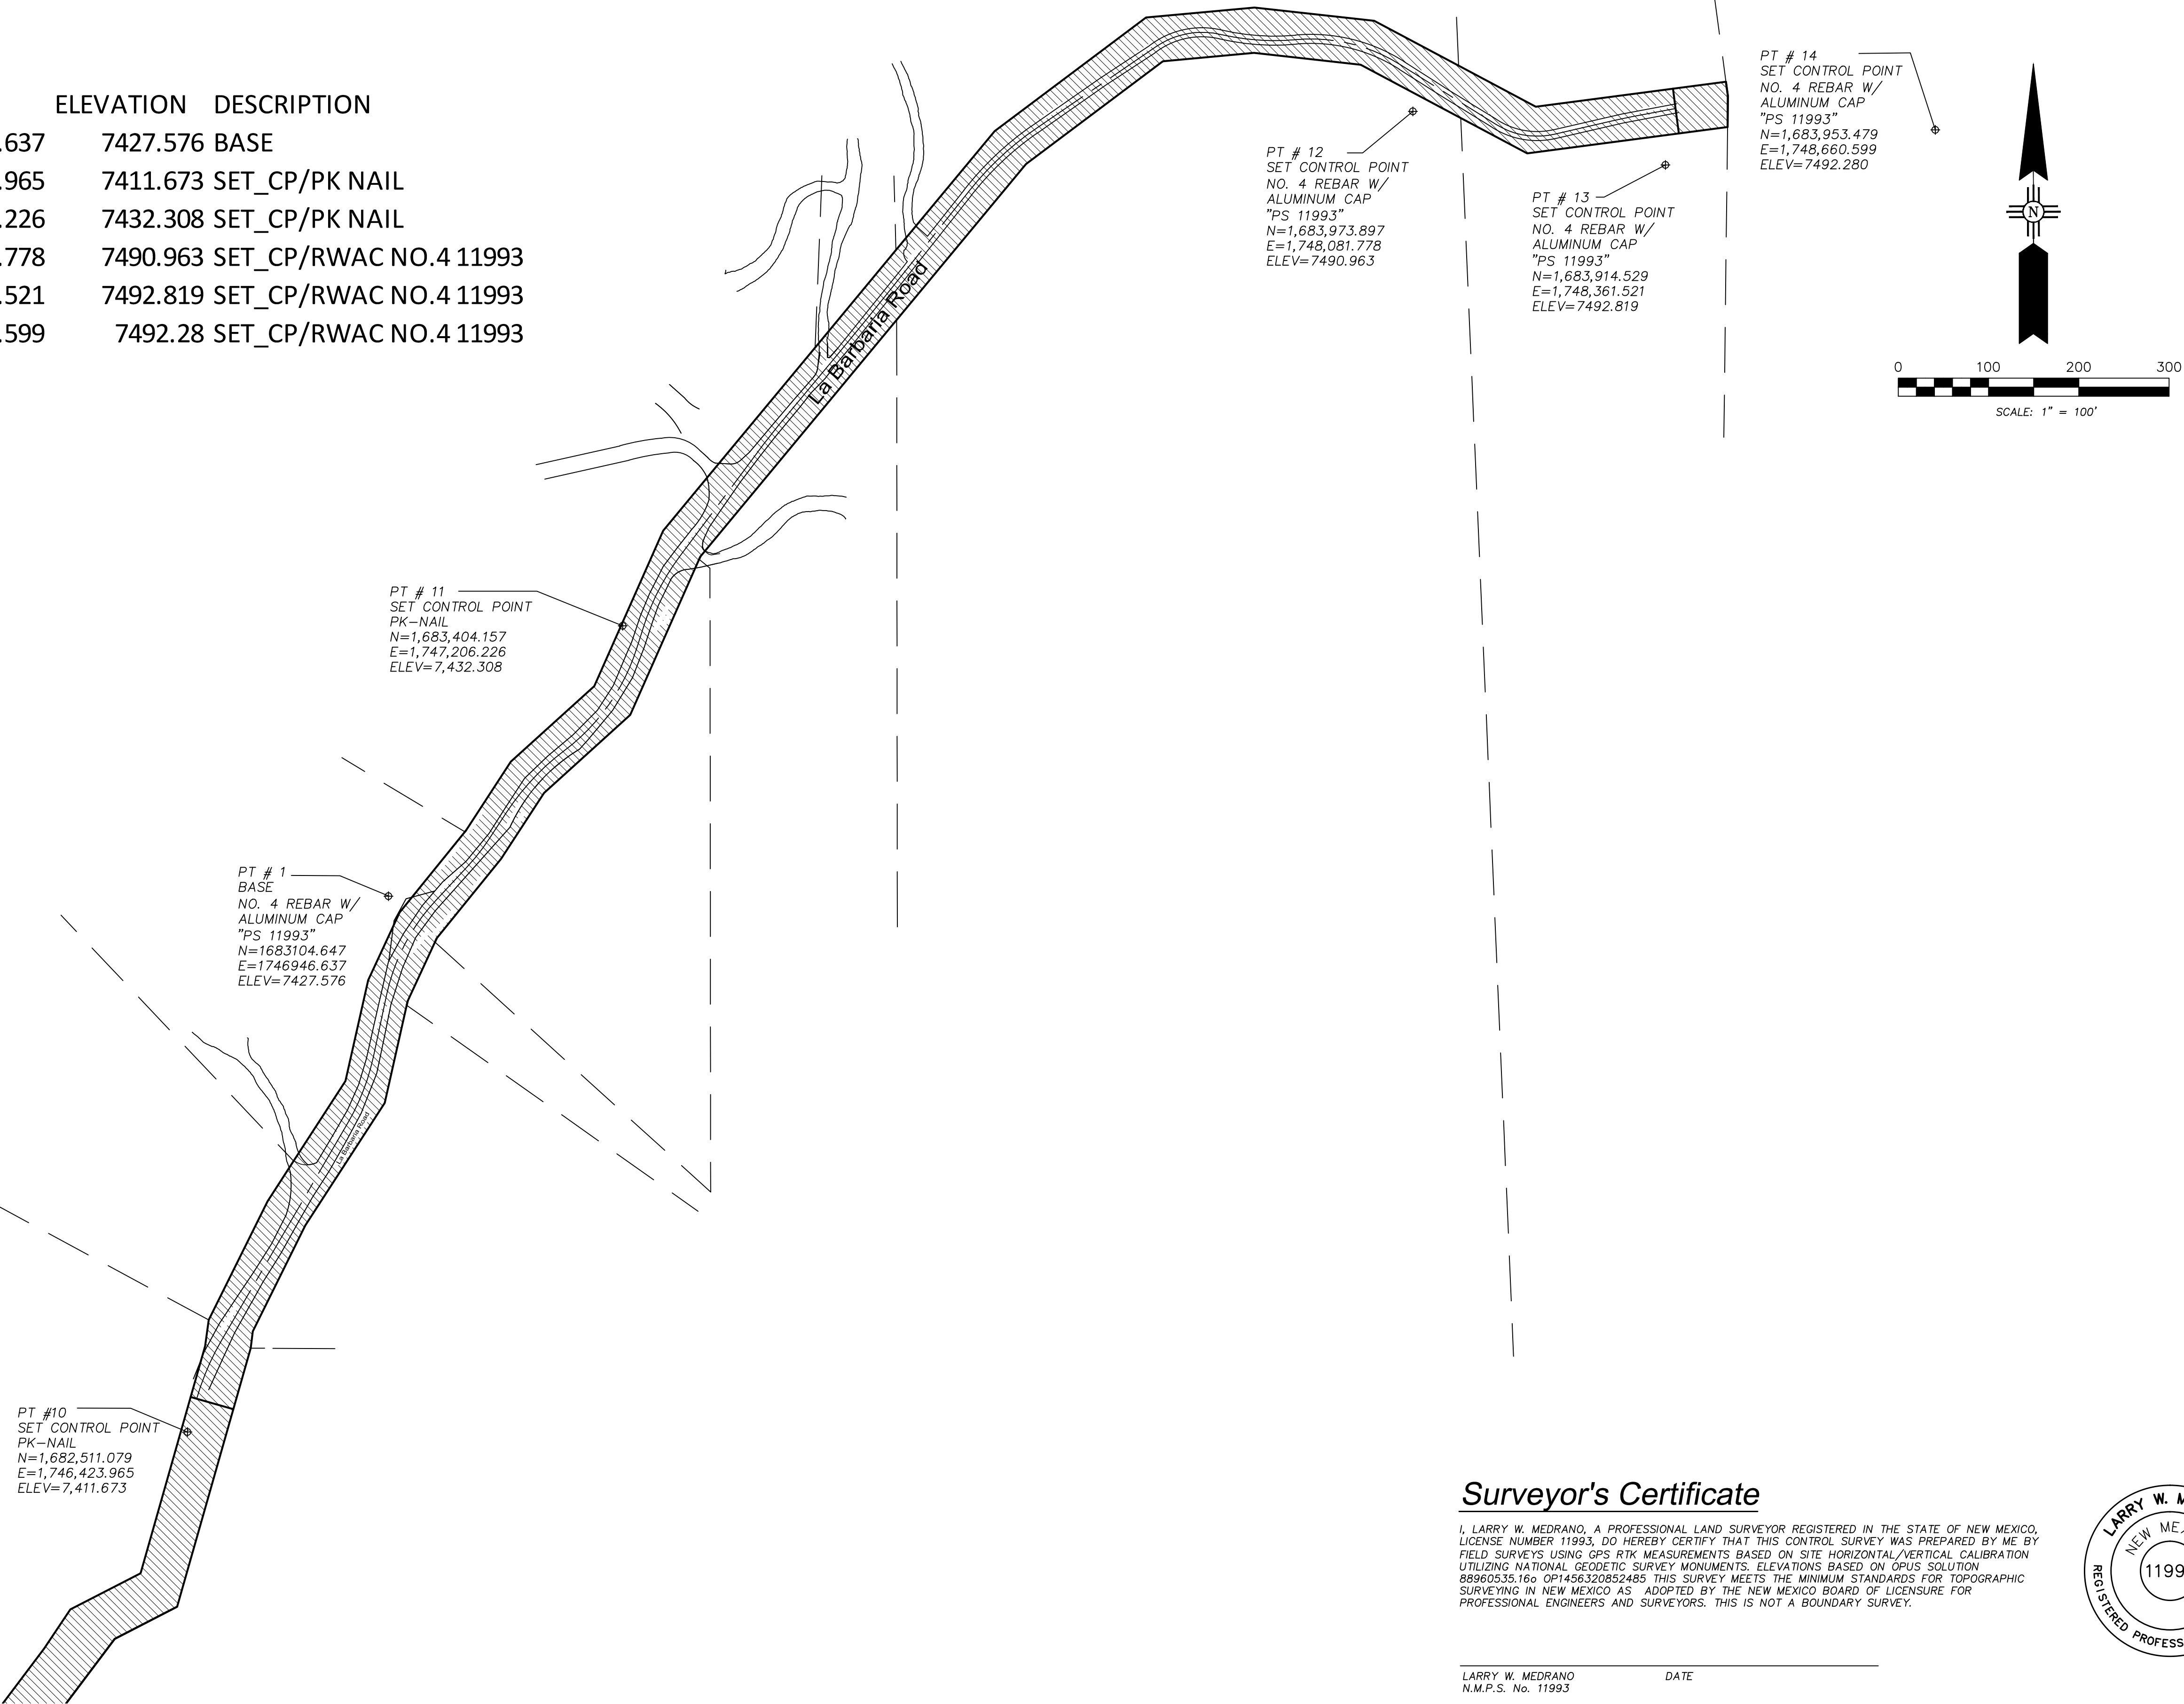 ELEVATION DESCRIPTION
.637 7427.576 BASE
.965 7411.673 SET_CP/PK NAIL
.226 7432.308 SET_CP/PK NAIL
.778 7490.963 SET_CP/RWAC NO.4 11993
.521 7492.819 SET_CP/RWAC NO.4 11993
.599 7492.28 SET_CP/RWAC NO.4 11993
PT # 14
SET CONTROL POINT
NO. 4 REBAR W/
ALUMINUM CAP
"PS 11993"
N=1,683,953.479
E=1,748,660.599
ELEV=7492.280
PT # 12
SET CONTROL POINT
NO. 4 REBAR W/
ALUMINUM CAP
"PS 11993"
N=1,683,973.897
E=1,748,081.778
ELEV=7490.963
PT # 13
SET CONTROL POINT
NO. 4 REBAR W/
ALUMINUM CAP
"PS 11993"
N=1,683,914.529
E=1,748,361.521
ELEV=7492.819
N
0 100 200 300
SCALE: 1" = 100'
La Barbaria Road
PT # 11
SET CONTROL POINT
PK-NAIL
N=1,683,404.157
E=1,747,206.226
ELEV=7,432.308
PT # 1
BASE
NO. 4 REBAR W/
ALUMINUM CAP
"PS 11993"
N=1683104.647
E=1746946.637
ELEV=7427.576
La Barbaria Road
PT #10
SET CONTROL POINT
PK-NAIL
N=1,682,511.079
E=1,746,423.965
ELEV=7,411.673
Surveyor's Certificate
I, LARRY W. MEDRANO, A PROFESSIONAL LAND SURVEYOR REGISTERED IN THE STATE OF NEW MEXICO,
LICENSE NUMBER 11993, DO HEREBY CERTIFY THAT THIS CONTROL SURVEY WAS PREPARED BY ME BY
FIELD SURVEYS USING GPS RTK MEASUREMENTS BASED ON SITE HORIZONTAL/VERTICAL CALIBRATION
UTILIZING NATIONAL GEODETIC SURVEY MONUMENTS. ELEVATIONS BASED ON OPUS SOLUTION
88960535.16o OP1456320852485 THIS SURVEY MEETS THE MINIMUM STANDARDS FOR TOPOGRAPHIC
SURVEYING IN NEW MEXICO AS ADOPTED BY THE NEW MEXICO BOARD OF LICENSURE FOR
PROFESSIONAL ENGINEERS AND SURVEYORS. THIS IS NOT A BOUNDARY SURVEY.
LARRY W. MEDRANO DATE
N.M.P.S. No. 11993
LARRY W. M
NEW ME
1199
REGISTERED PROFESS